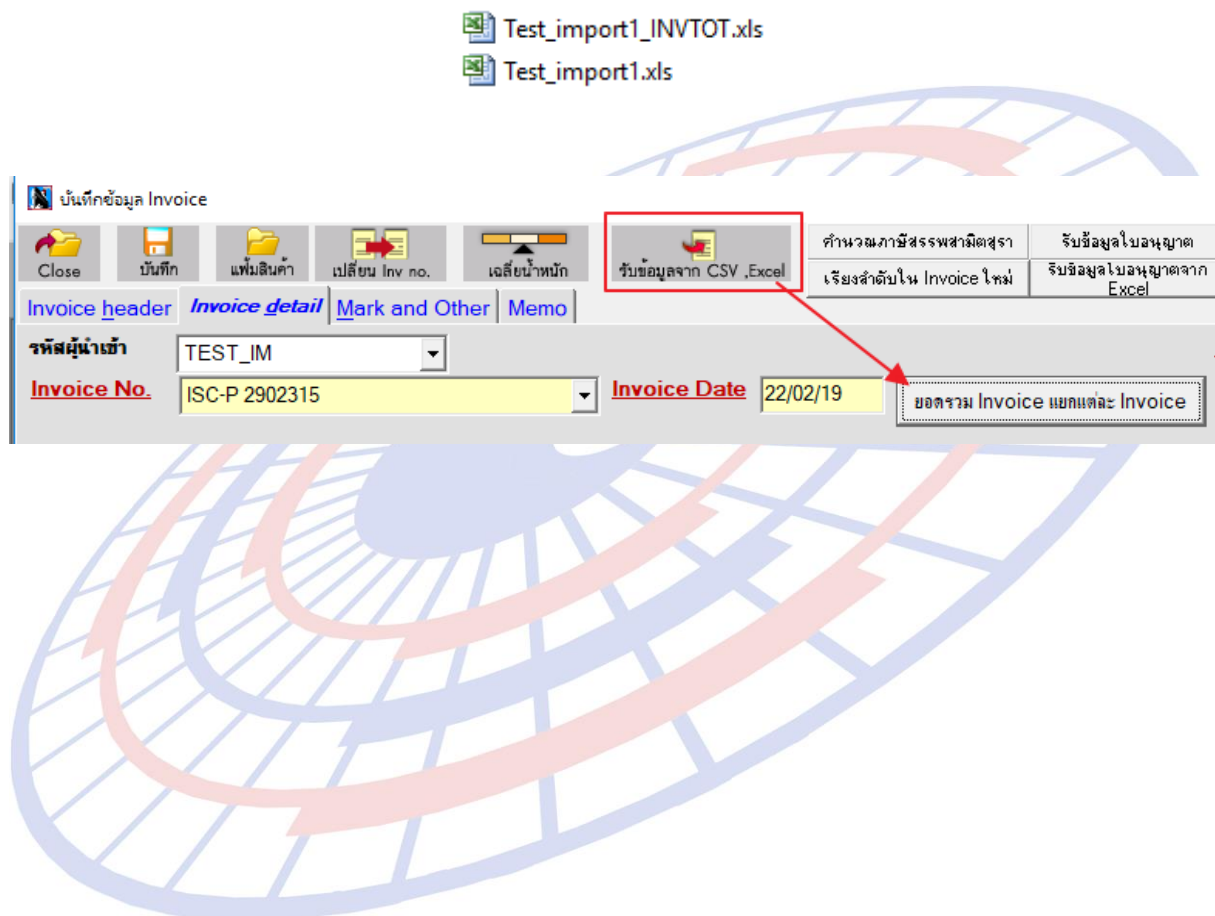 Test_import1_INVTOT.xls
Test_import1.xls
บันทึกข้อมูล Invoice
Close บันทึก แฟ้มสินค้า เปลี่ยน Inv no. เฉลี่ยน้ำหนัก รับข้อมูลจาก CSV ,Excel คำนวณภาษีสรรพสามิตสุรา รับข้อมูลใบอนุญาต
เรียงลำดับใน Invoice ใหม่ รับข้อมูลใบอนุญาตจาก
Excel
Invoice header Invoice detail Mark and Other Memo
รหัสผู้นำเข้า TEST_IM
Invoice No. ISC-P 2902315 Invoice Date 22/02/19 ยอดรวม Invoice แยกแต่ละ Invoice